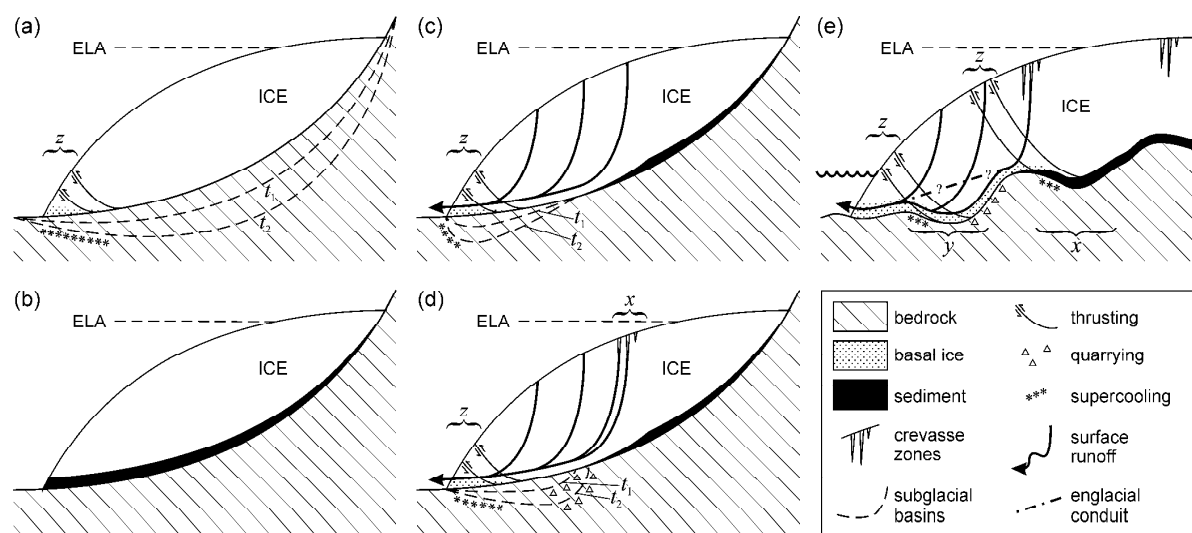 (a)
ELA
ICE
z
t1
t2
(b)
ELA
ICE
(c)
ELA
ICE
z
t1
t2
(d)
ELA
x
ICE
z
t1
t2
(e)
ELA
z
ICE
z
?
?
y
x
bedrock
thrusting
basal ice
quarrying
sediment
supercooling
crevasse
zones
surface
runoff
subglacial
basins
englacial
conduit